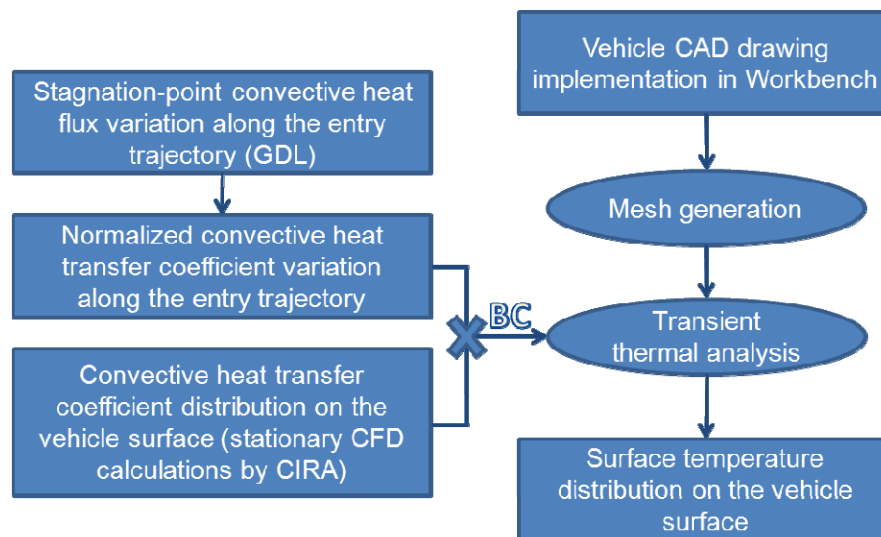 Stagnation-point convective heat
flux variation along the entry
trajectory (GDL)
Normalized convective heat
transfer coefficient variation
along the entry trajectory
Convective heat transfer
coefficient distribution on the
vehicle surface (stationary CFD
calculations by CIRA)
BC
Vehicle CAD drawing
implementation in Workbench
Mesh generation
Transient
thermal analysis
Surface temperature
distribution on the vehicle
surface